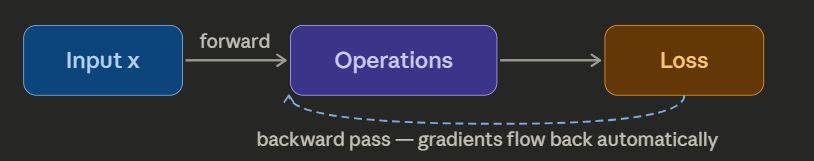 forward
Input x
Operations
Loss
backward pass — gradients flow back automatically